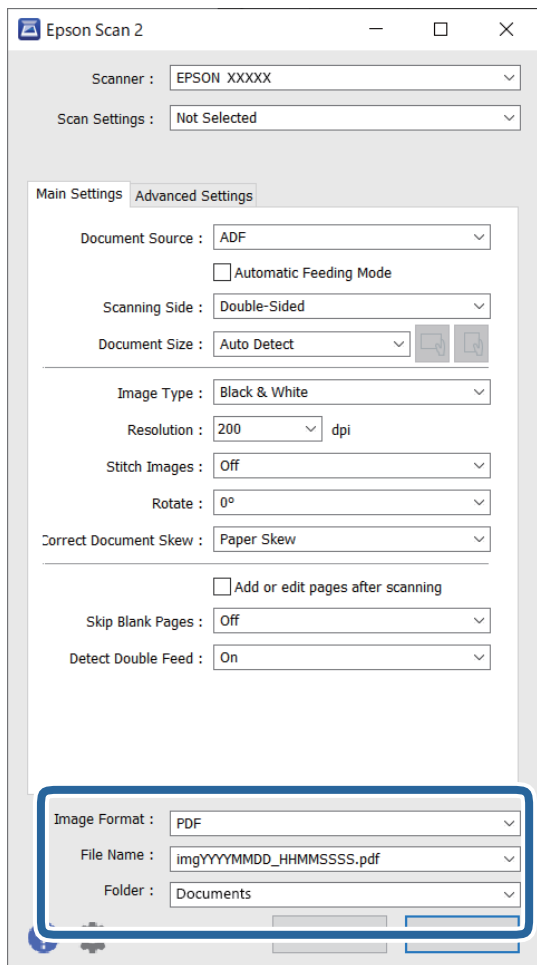 Epson Scan 2
Scanner : EPSON XXXXX
Scan Settings : Not Selected
Main Settings Advanced Settings
Document Source : ADF
Automatic Feeding Mode
Scanning Side : Double-Sided
Document Size : Auto Detect
Image Type : Black & White
Resolution : 200 dpi
Stitch Images : Off
Rotate : 0°
Correct Document Skew : Paper Skew
Add or edit pages after scanning
Skip Blank Pages : Off
Detect Double Feed : On
Image Format : PDF
File Name : imgYYYYMMDD_HHMMSSSS.pdf
Folder : Documents